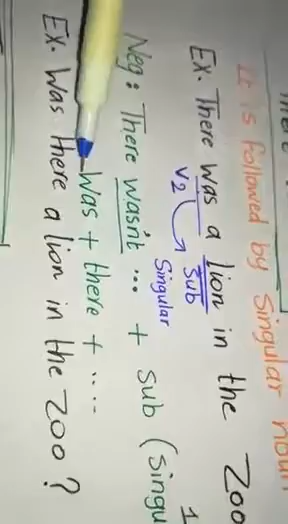 It is followed by singular noun
Ex. There was a lion in the Zoo
V2 Sub
Singular
Neg: There wasn't ... + sub (singu
Was + there + ....
Ex. Was there a lion in the Zoo?